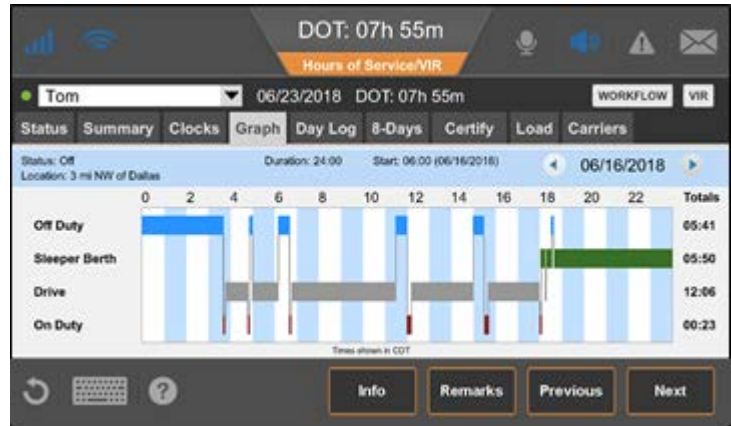 DOT: 07h 55m
Hours of Service/VIR
Tom 06/23/2018 DOT: 07h 55m WORKFLOW VIR
Status Summary Clocks Graph Day Log 8-Days Certify Load Carriers
Status: Off Duration: 24:00 Start: 06:00 (06/16/2018) 06/16/2018
Location: 3 mi NW of Dallas
0 2 4 6 8 10 12 14 16 18 20 22 Totals
Off Duty 05:41
Sleeper Berth 05:50
Drive 12:06
On Duty 00:23
Times shown in CDT
? Info Remarks Previous Next